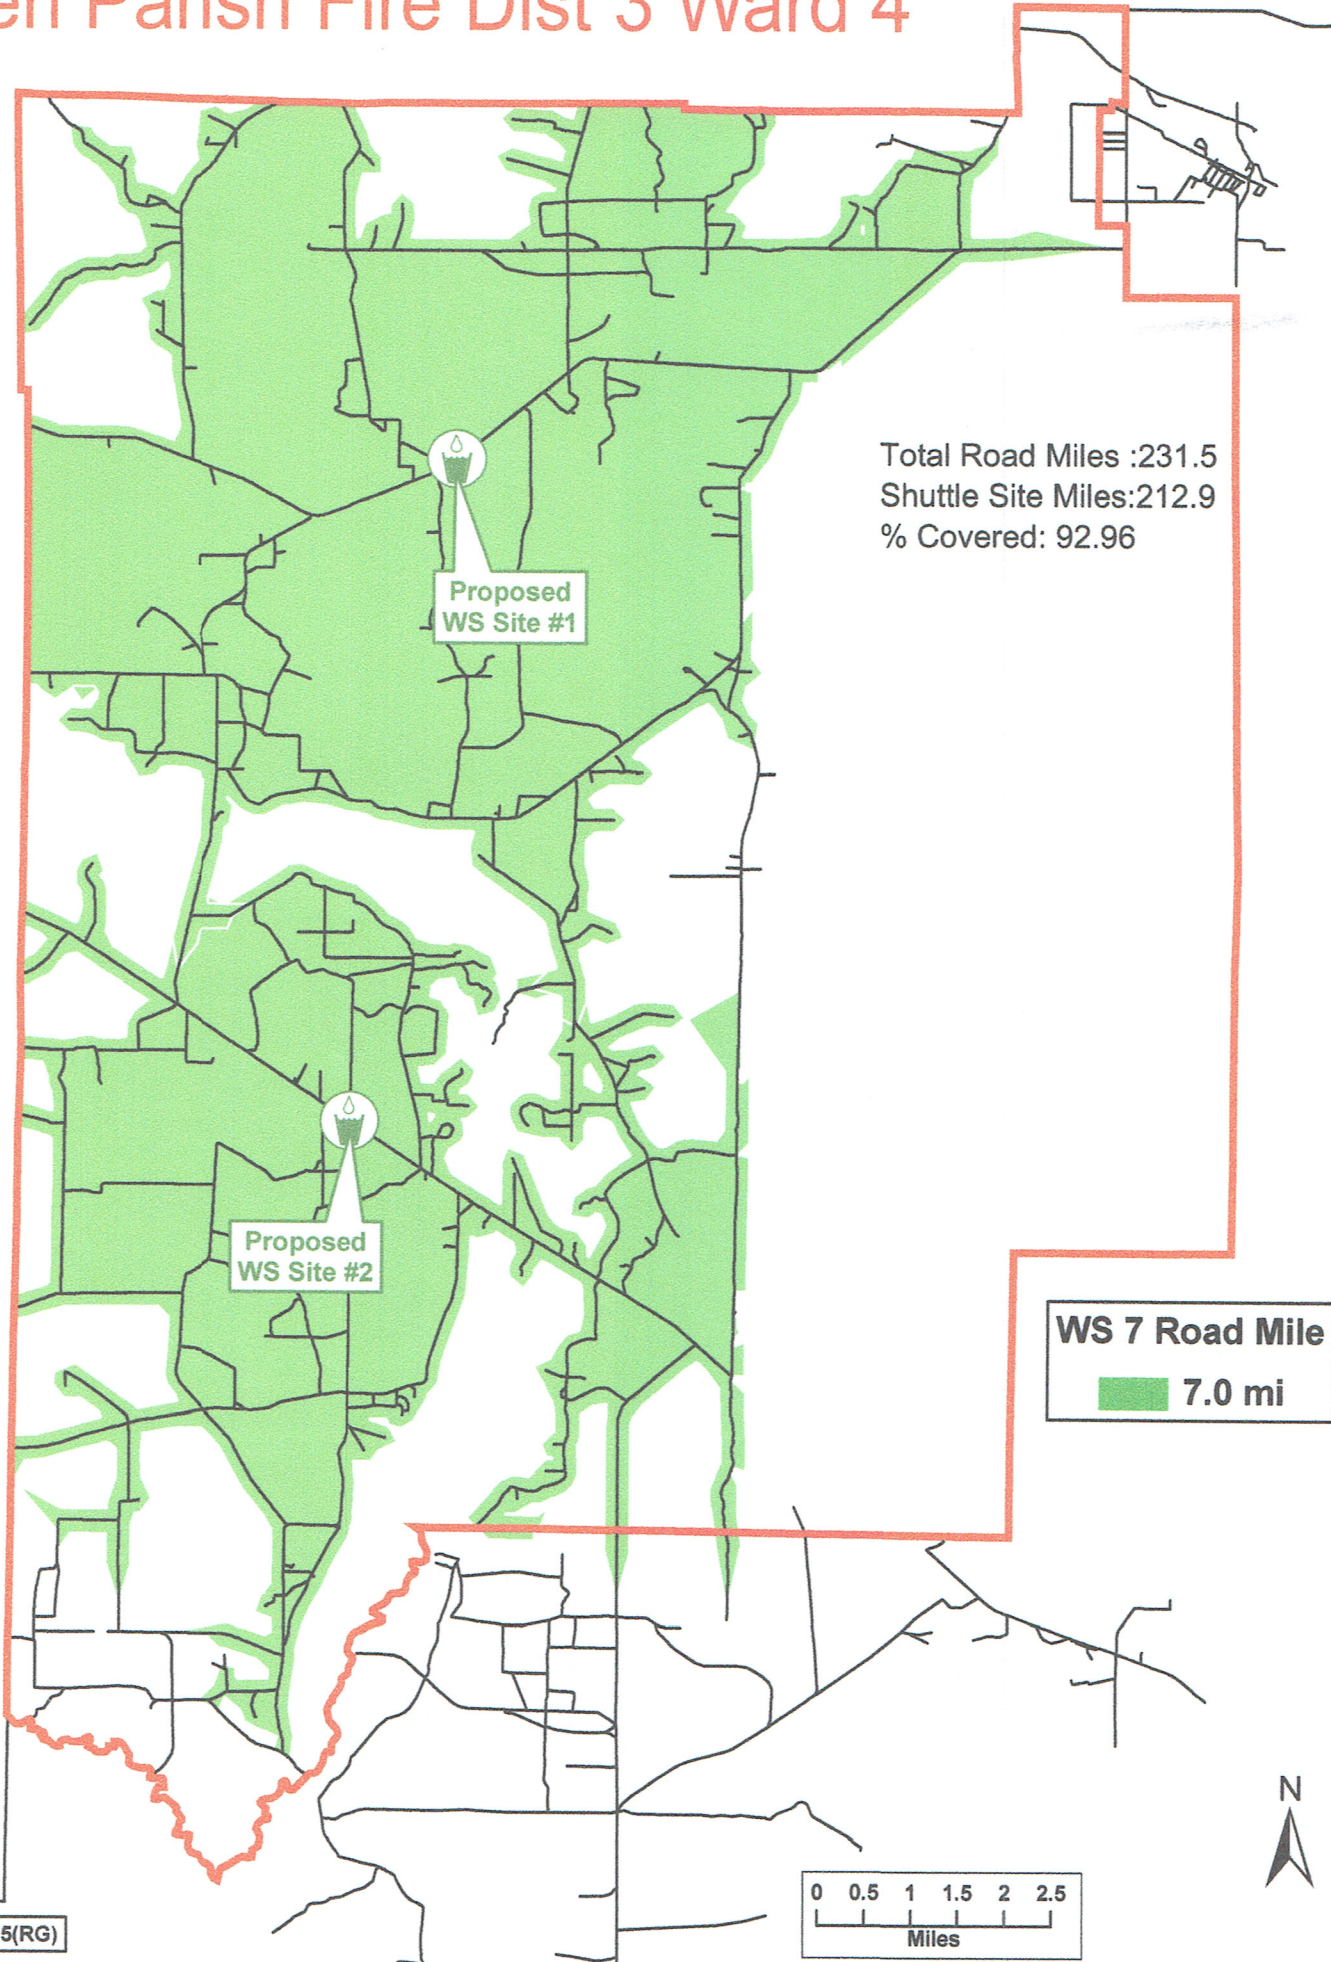 en Parish Fire Dist 3 Ward 4
Total Road Miles :231.5
Shuttle Site Miles:212.9
% Covered: 92.96
Proposed
WS Site #1
Proposed
WS Site #2
WS 7 Road Mile
7.0 mi
N
0 0.5 1 1.5 2 2.5
Miles
5(RG)